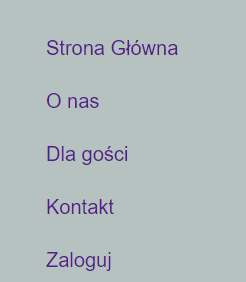 Strona Główna
O nas
Dla gości
Kontakt
Zaloguj